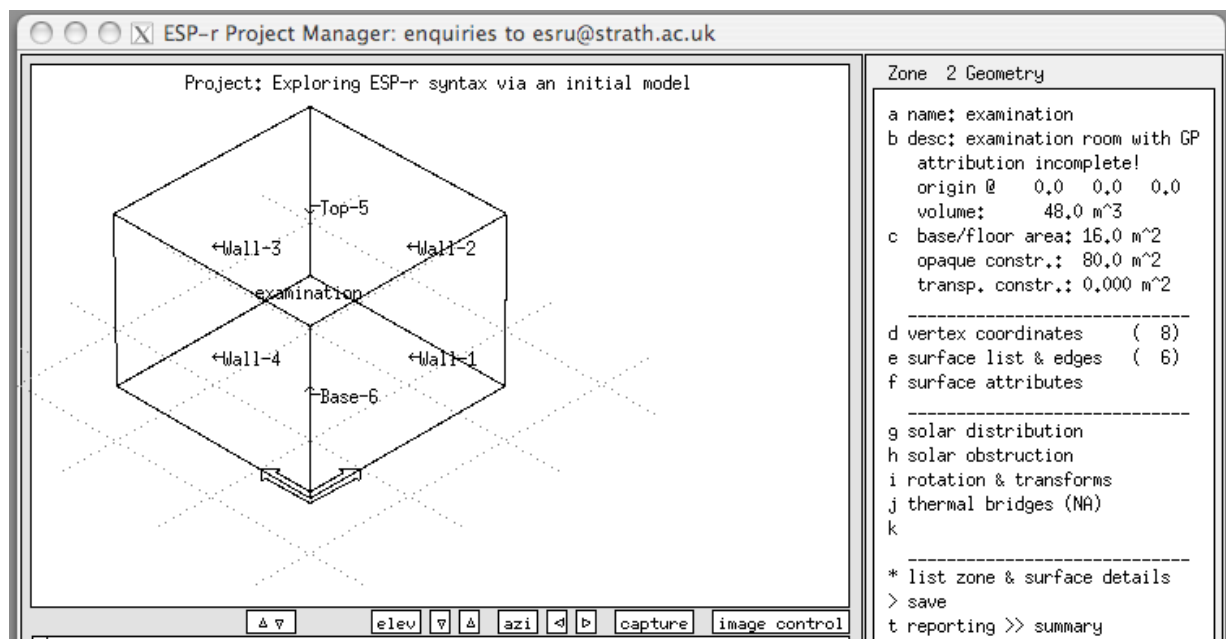 X ESP-r Project Manager: enquiries to esru@strath.ac.uk
Project: Exploring ESP-r syntax via an initial model
Top-5
Wall-3
Wall-2
examination
Wall-4
Wall-1
Base-6
elev
azi
capture
image control
Zone 2 Geometry
a name: examination
b desc: examination room with GP
attribution incomplete!
origin @ 0.0 0.0 0.0
volume: 48.0 m^3
c base/floor area: 16.0 m^2
opaque constr.: 80.0 m^2
transp. constr.: 0.000 m^2
______________________________
d vertex coordinates ( 8)
e surface list & edges ( 6)
f surface attributes
______________________________
g solar distribution
h solar obstruction
i rotation & transforms
j thermal bridges (NA)
k
______________________________
* list zone & surface details
> save
t reporting >> summary